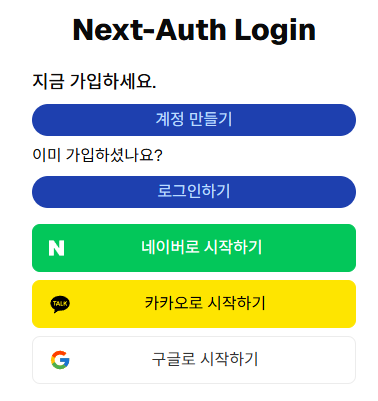 Next-Auth Login
지금 가입하세요.
계정 만들기
이미 가입하셨나요?
로그인하기
N 네이버로 시작하기
TALK 카카오로 시작하기
G 구글로 시작하기